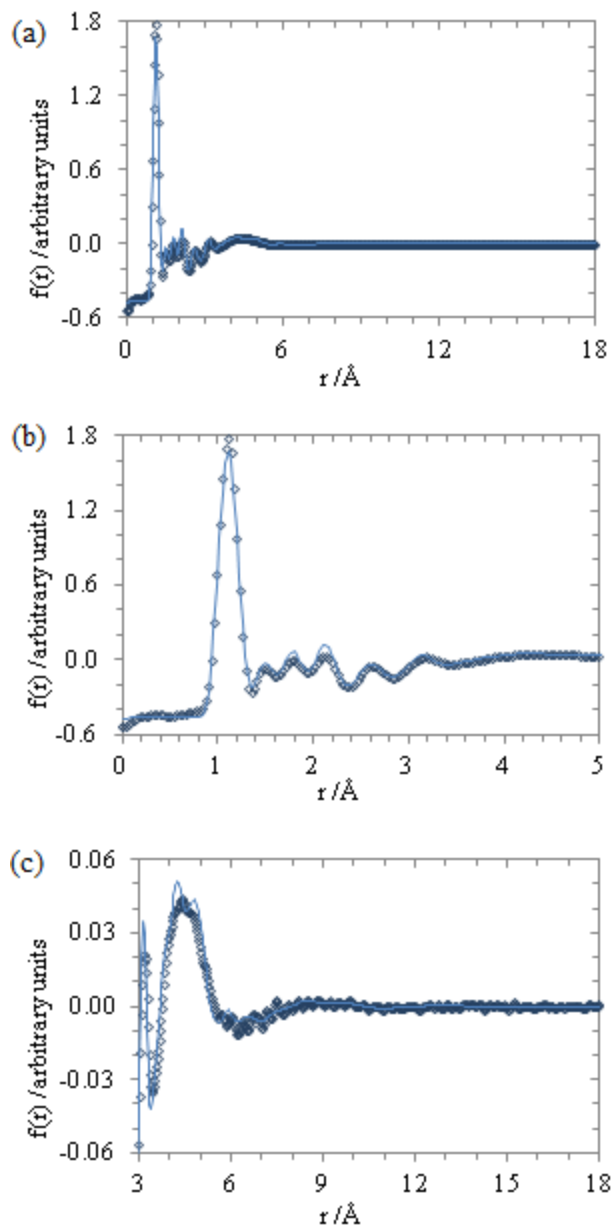 (a)
1.8
1.2
0.6
0.0
-0.6
f(r) /arbitrary units
0 6 12 18
r /Å
(b)
1.8
1.2
0.6
0.0
-0.6
f(r) /arbitrary units
0 1 2 3 4 5
r /Å
(c)
0.06
0.03
0.00
-0.03
-0.06
f(r) /arbitrary units
3 6 9 12 15 18
r /Å